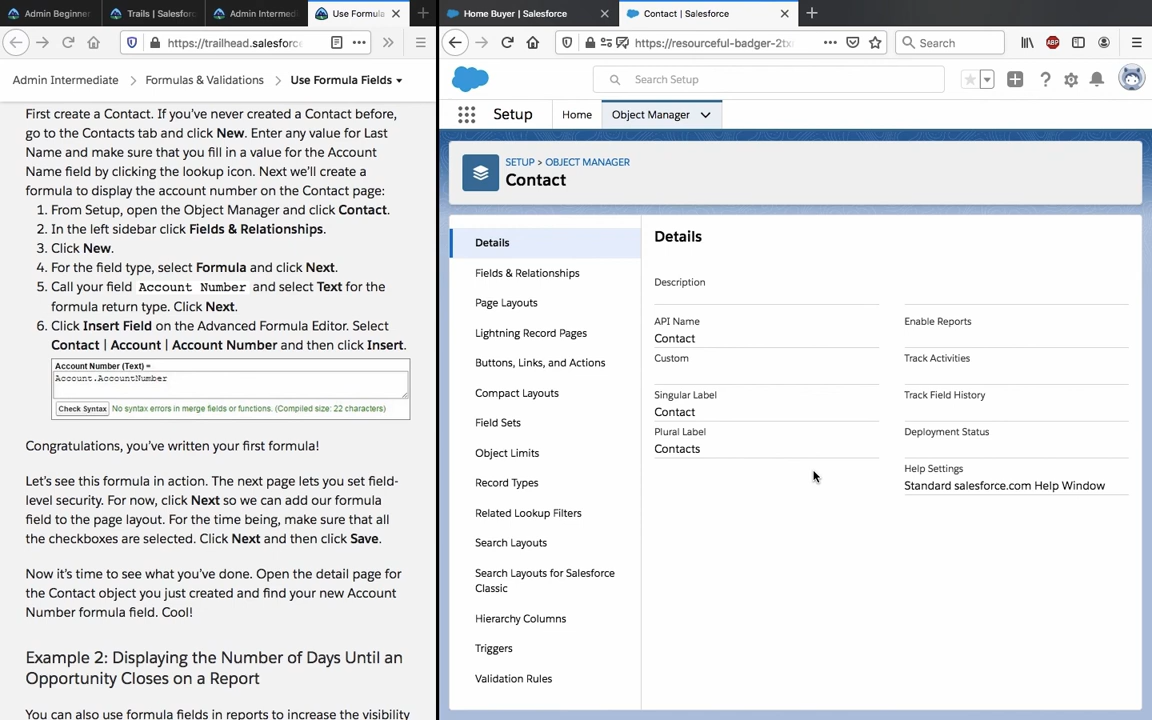 Admin Beginner
Trails | Salesforc
Admin Intermedi
Use Formula
Home Buyer | Salesforce
Contact | Salesforce
https://trailhead.salesforce
https://resourceful-badger-2tx
Search
Admin Intermediate
Formulas & Validations
Use Formula Fields
First create a Contact. If you've never created a Contact before,
go to the Contacts tab and click New. Enter any value for Last
Name and make sure that you fill in a value for the Account
Name field by clicking the lookup icon. Next we'll create a
formula to display the account number on the Contact page:
1. From Setup, open the Object Manager and click Contact.
2. In the left sidebar click Fields & Relationships.
3. Click New.
4. For the field type, select Formula and click Next.
5. Call your field Account Number and select Text for the
formula return type. Click Next.
6. Click Insert Field on the Advanced Formula Editor. Select
Contact | Account | Account Number and then click Insert.
Account Number (Text) =
Account.AccountNumber
Check Syntax
No syntax errors in merge fields or functions. (Compiled size: 22 characters)
Congratulations, you've written your first formula!
Let's see this formula in action. The next page lets you set field-
level security. For now, click Next so we can add our formula
field to the page layout. For the time being, make sure that all
the checkboxes are selected. Click Next and then click Save.
Now it's time to see what you've done. Open the detail page for
the Contact object you just created and find your new Account
Number formula field. Cool!
Example 2: Displaying the Number of Days Until an
Opportunity Closes on a Report
You can also use formula fields in reports to increase the visibility
Search Setup
Setup
Home
Object Manager
SETUP > OBJECT MANAGER
Contact
Details
Fields & Relationships
Page Layouts
Lightning Record Pages
Buttons, Links, and Actions
Compact Layouts
Field Sets
Object Limits
Record Types
Related Lookup Filters
Search Layouts
Search Layouts for Salesforce
Classic
Hierarchy Columns
Triggers
Validation Rules
Details
Description
API Name
Contact
Custom
Singular Label
Contact
Plural Label
Contacts
Enable Reports
Track Activities
Track Field History
Deployment Status
Help Settings
Standard salesforce.com Help Window
ABP